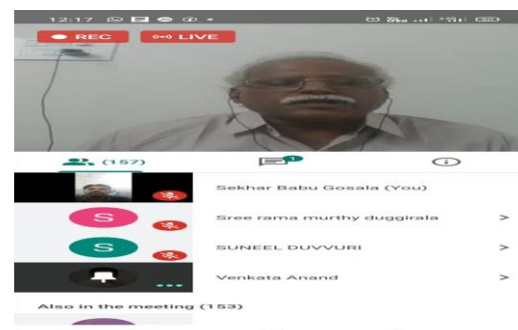 12:17
REC LIVE
(157) 1
Sekhar Babu Gosala (You)
S Sree rama murthy duggirala
S SUNEEL DUVVURI
Venkata Anand
Also in the meeting (153)